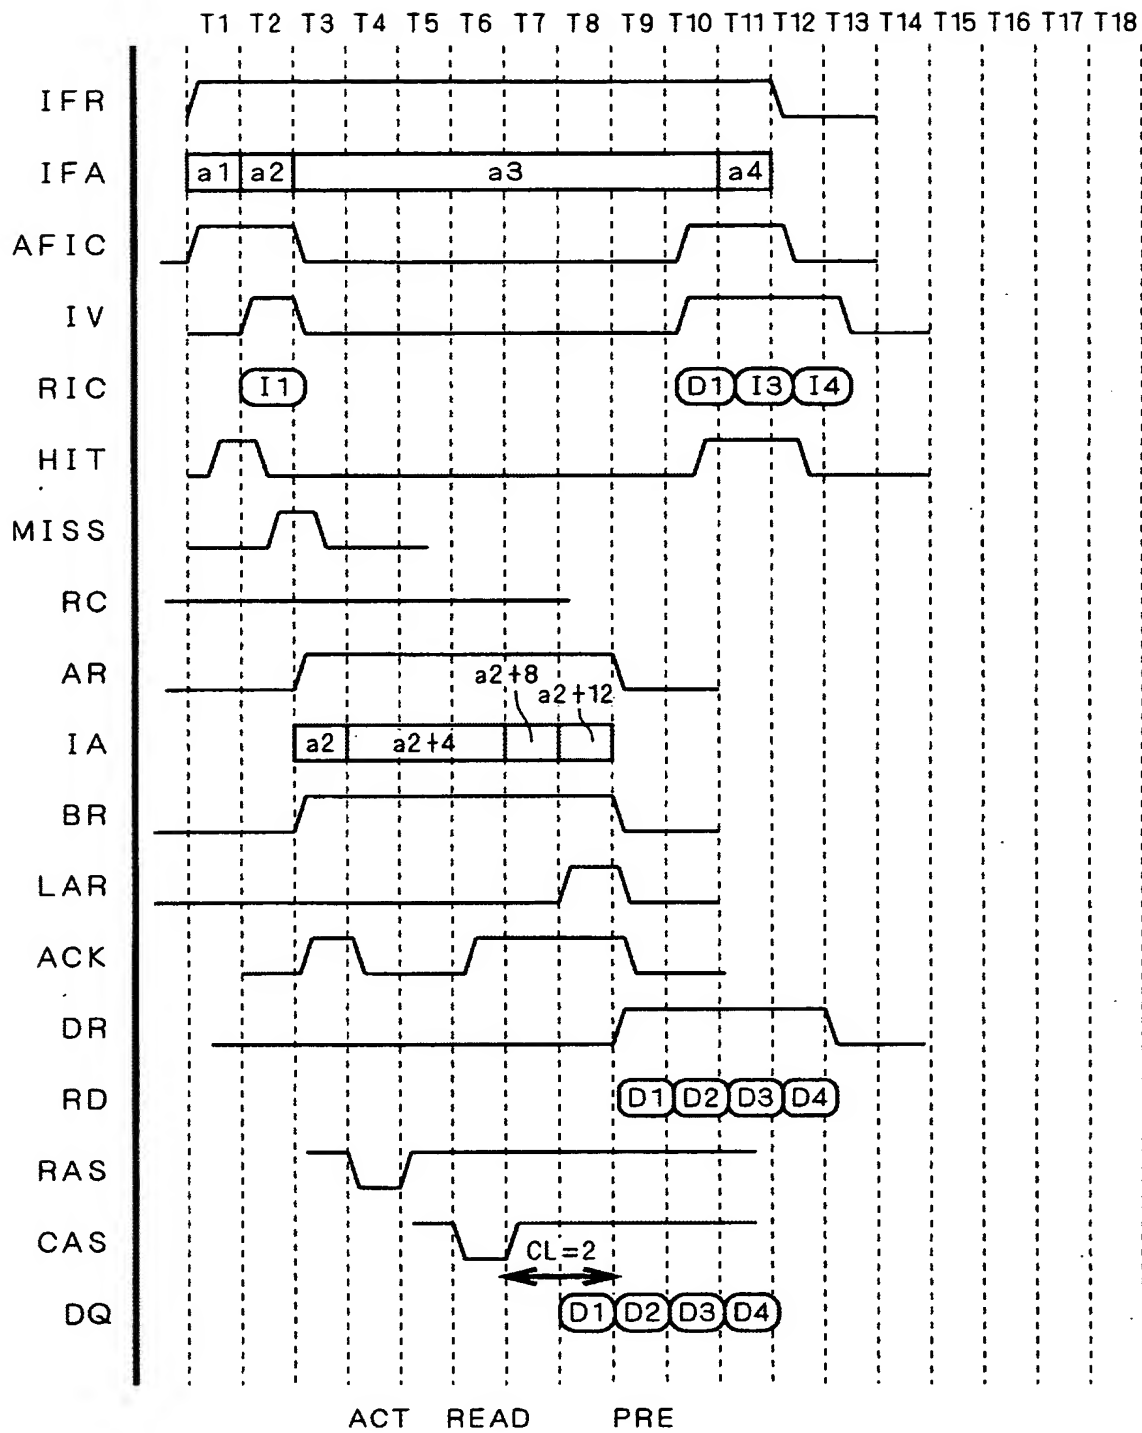 T1 T2 T3 T4 T5 T6 T7 T8 T9 T10 T11 T12 T13 T14 T15 T16 T17 T18
IFR
IFA a1 a2 a3 a4
AFIC
IV
RIC I1 D1 I3 I4
HIT
MISS
RC
AR
a2+8
a2+12
IA a2 a2+4
BR
LAR
ACK
DR
RD D1 D2 D3 D4
RAS
CAS
CL=2
DQ D1 D2 D3 D4
ACT READ PRE